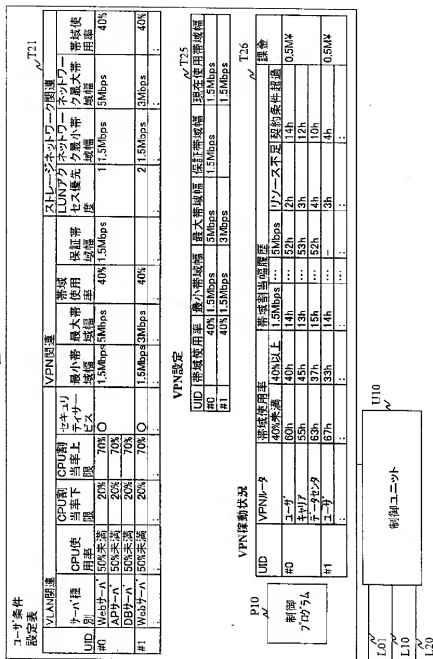 ユーザ条件
設定表
T21
VLAN関連 VPN関連 ストレージネットワーク関連
UID サーバ種別 CPU使用率 CPU割当率下限 CPU割当率上限 セキュリティサービス 最小帯域幅 最大帯域幅 帯域使用率 保証帯域幅 LUNアクセス優先度 ネットワーク最小帯域幅 ネットワーク最大帯域幅 帯域使用率
#0 Webサーバ 50%未満 20% 70% ○ 1.5Mbps 5Mbps 40% 1.5Mbps 1 1.5Mbps 5Mbps 40%
APサーバ 50%未満 20% 70%
DBサーバ 50%未満 20% 70%
#1 Webサーバ 50%未満 20% 70% ○ 1.5Mbps 3Mbps 40% 2 1.5Mbps 3Mbps 40%
VPN設定
T25
UID 帯域使用率 最小帯域幅 最大帯域幅 保証帯域幅 現在使用帯域幅
#0 40% 1.5Mbps 5Mbps 1.5Mbps 1.5Mbps
#1 40% 1.5Mbps 3Mbps 1.5Mbps
VPN稼動状況
T26
UID VPNルータ 帯域使用率 帯域割当幅履歴 リソース不足 契約条件超過 課金
40%未満 40%以上 1.5Mbps … 5Mbps
#0 ユーザ 60h 40h 14h … 52h 2h 14h 0.5M¥
キャリア 55h 45h 13h … 53h 3h 12h
データセンタ 63h 37h 15h … 52h 4h 10h
#1 ユーザ 67h 33h 14h … – 3h 4h 0.5M¥
P10
制御
プログラム
U10
制御ユニット
L01
L10
L20